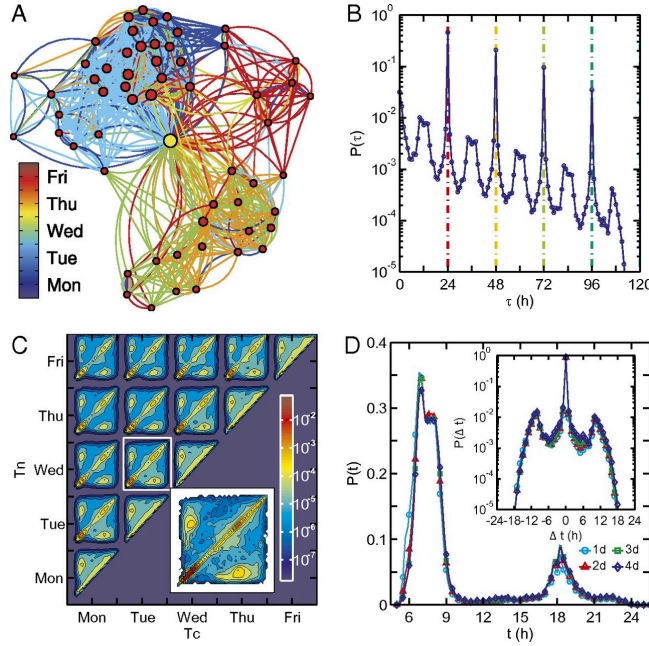 A
Fri
Thu
Wed
Tue
Mon
B
P(τ)
10^0
10^-1
10^-2
10^-3
10^-4
10^-5
0 24 48 72 96 120
τ (h)
C
Tn
Fri
Thu
Wed
Tue
Mon
10^-2
10^-3
10^-4
10^-5
10^-6
10^-7
Mon Tue Wed Thu Fri
Tc
D
P(t)
0.4
0.3
0.2
0.1
0
6 9 12 15 18 21 24
t (h)
P(Δ t)
10^0
10^-1
10^-2
10^-3
10^-4
10^-5
-24 -18 -12 -6 0 6 12 18 24
Δ t (h)
1d 3d
2d 4d